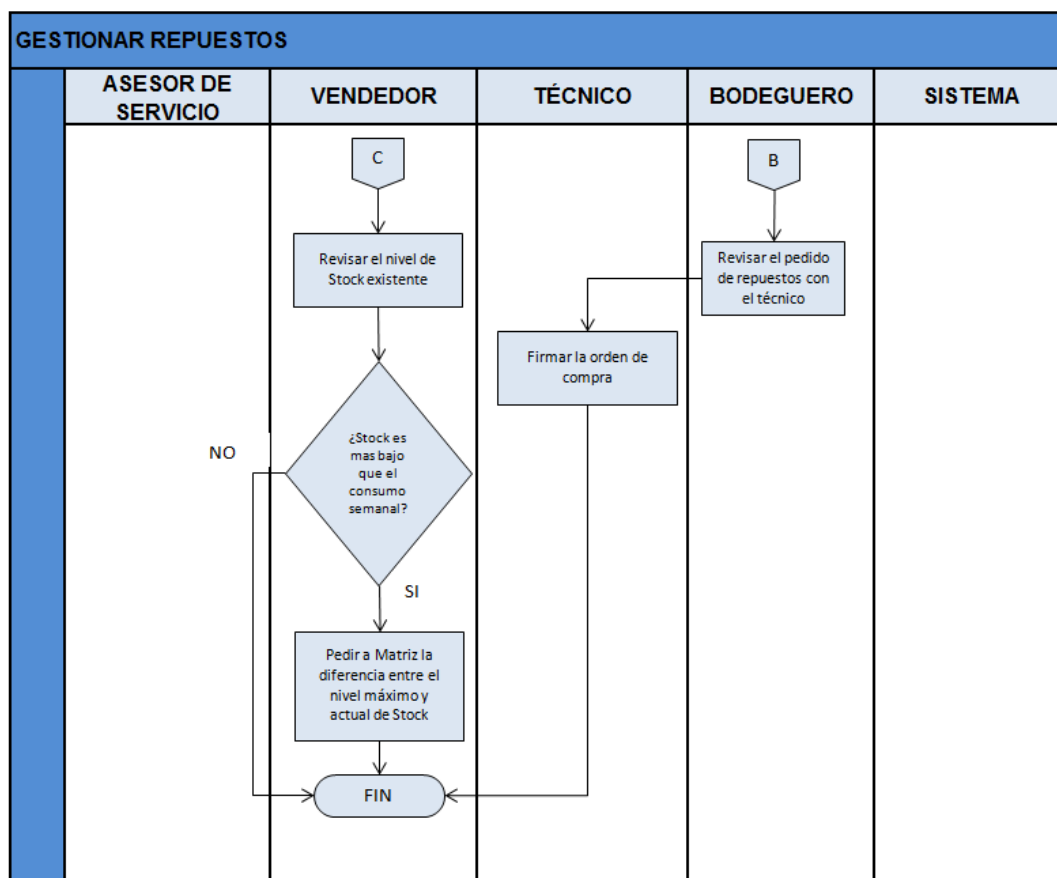 GESTIONAR REPUESTOS
ASESOR DE
SERVICIO
VENDEDOR
TÉCNICO
BODEGUERO
SISTEMA
C
B
Revisar el nivel de
Stock existente
Revisar el pedido
de repuestos con
el técnico
Firmar la orden de
compra
¿Stock es
mas bajo
que el
consumo
semanal?
NO
SI
Pedir a Matriz la
diferencia entre el
nivel máximo y
actual de Stock
FIN